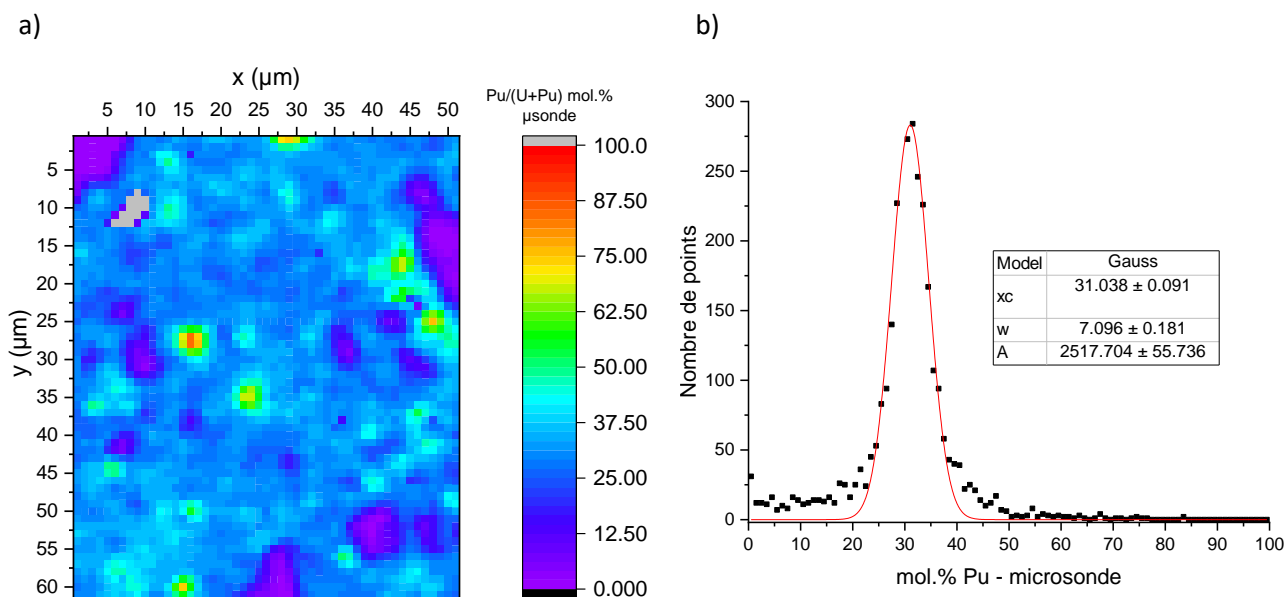 a)
x (µm)
5 10 15 20 25 30 35 40 45 50
y (µm)
5
10
15
20
25
30
35
40
45
50
55
60
Pu/(U+Pu) mol.%
µsonde
100.0
87.50
75.00
62.50
50.00
37.50
25.00
12.50
0.000
b)
Nombre de points
300
250
200
150
100
50
0
0 10 20 30 40 50 60 70 80 90 100
mol.% Pu - microsonde
Model Gauss
xc 31.038 ± 0.091
w 7.096 ± 0.181
A 2517.704 ± 55.736